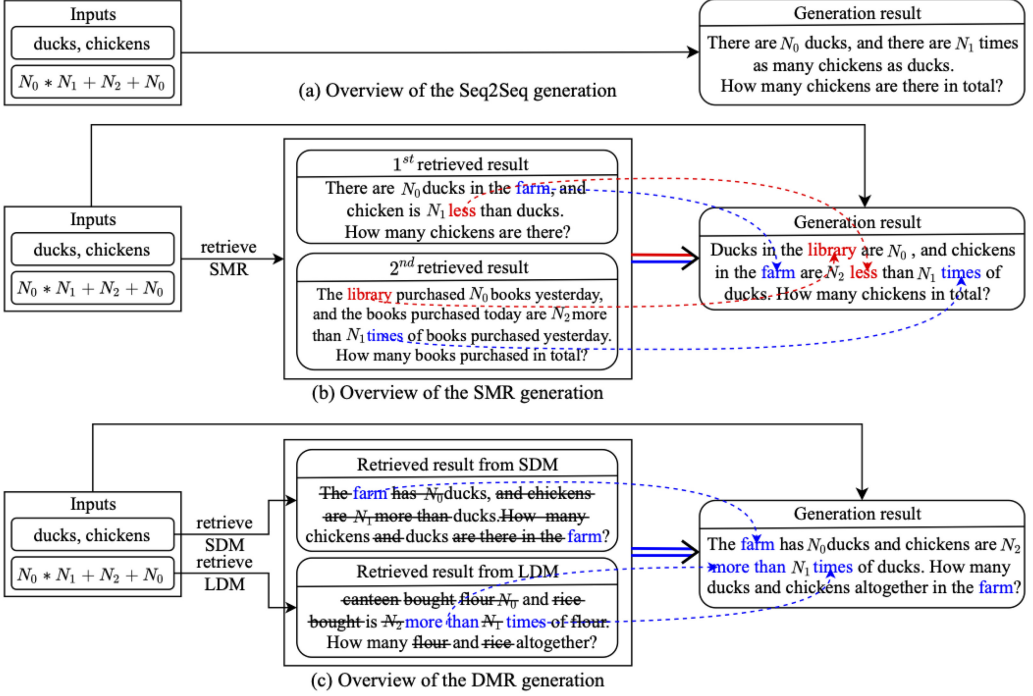 Inputs
ducks, chickens
N₀ * N₁ + N₂ + N₀
Generation result
There are N₀ ducks, and there are N₁ times
as many chickens as ducks.
How many chickens are there in total?
(a) Overview of the Seq2Seq generation
Inputs
ducks, chickens
N₀ * N₁ + N₂ + N₀
retrieve
SMR
1ˢᵗ retrieved result
There are N₀ ducks in the farm, and
chicken is N₁ less than ducks.
How many chickens are there?
2ⁿᵈ retrieved result
The library purchased N₀ books yesterday,
and the books purchased today are N₂ more
than N₁ times of books purchased yesterday.
How many books purchased in total?
Generation result
Ducks in the library are N₀ , and chickens
in the farm are N₂ less than N₁ times of
ducks. How many chickens in total?
(b) Overview of the SMR generation
Inputs
ducks, chickens
N₀ * N₁ + N₂ + N₀
retrieve
SDM
retrieve
LDM
Retrieved result from SDM
The farm has N₀ ducks, and chickens
are N₁ more than ducks. How many
chickens and ducks are there in the farm?
Retrieved result from LDM
canteen bought flour N₀ and rice
bought is N₂ more than N₁ times of flour.
How many flour and rice altogether?
Generation result
The farm has N₀ ducks and chickens are N₂
more than N₁ times of ducks. How many
ducks and chickens altogether in the farm?
(c) Overview of the DMR generation